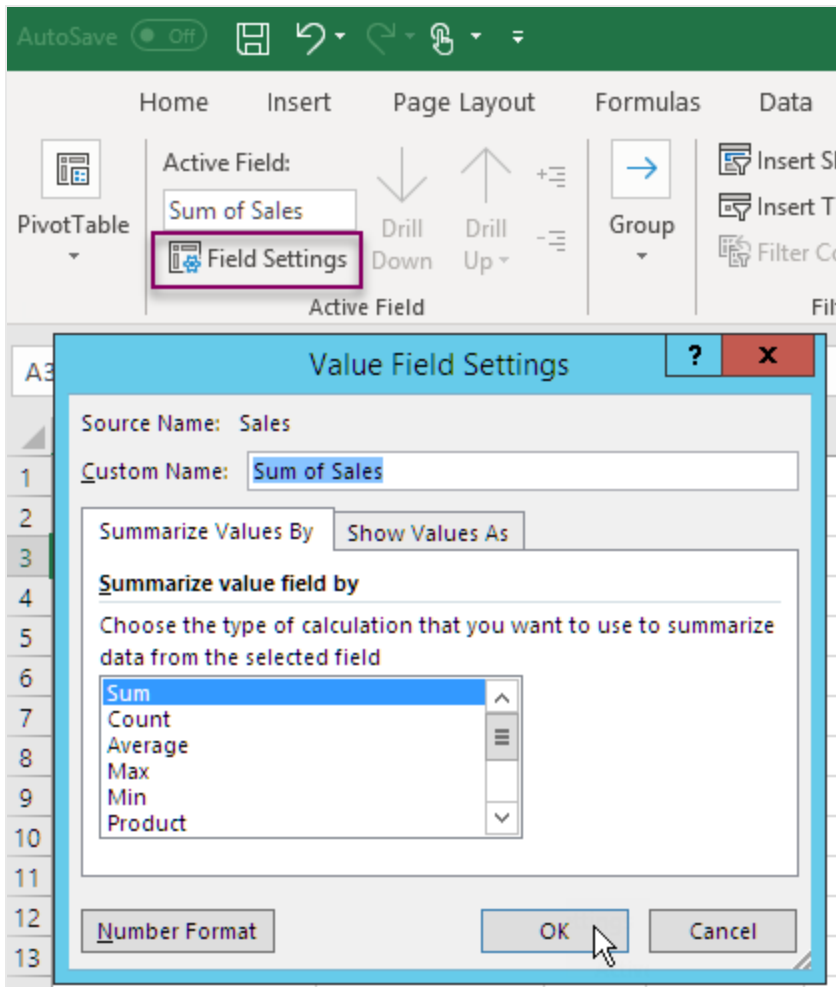 AutoSave Off
Home Insert Page Layout Formulas Data
Active Field:
Sum of Sales
Field Settings
PivotTable
Drill Down
Drill Up
Group
Insert
Insert
Filter
Active Field
Value Field Settings ?
Source Name: Sales
Custom Name: Sum of Sales
Summarize Values By Show Values As
Summarize value field by
Choose the type of calculation that you want to use to summarize
data from the selected field
Sum
Count
Average
Max
Min
Product
Number Format OK Cancel
A3
1
2
3
4
5
6
7
8
9
10
11
12
13